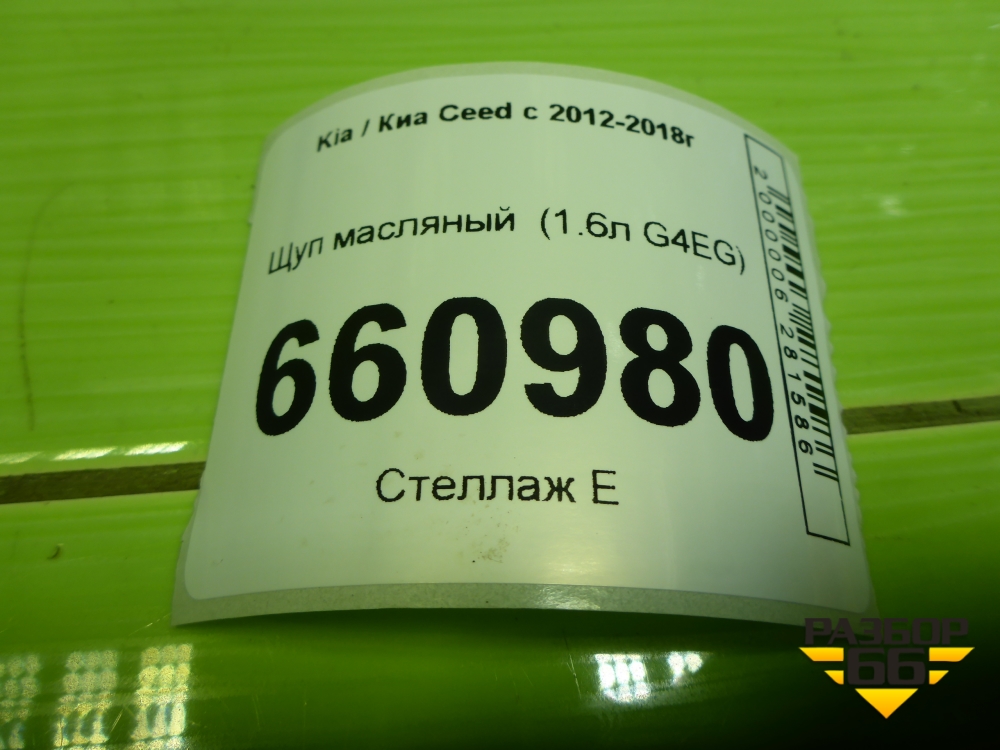 Kia / Киа Ceed с 2012-2018г
Щуп масляный (1.6л G4EG)
660980
Стеллаж Е
2000006281586
РАЗБОР
66